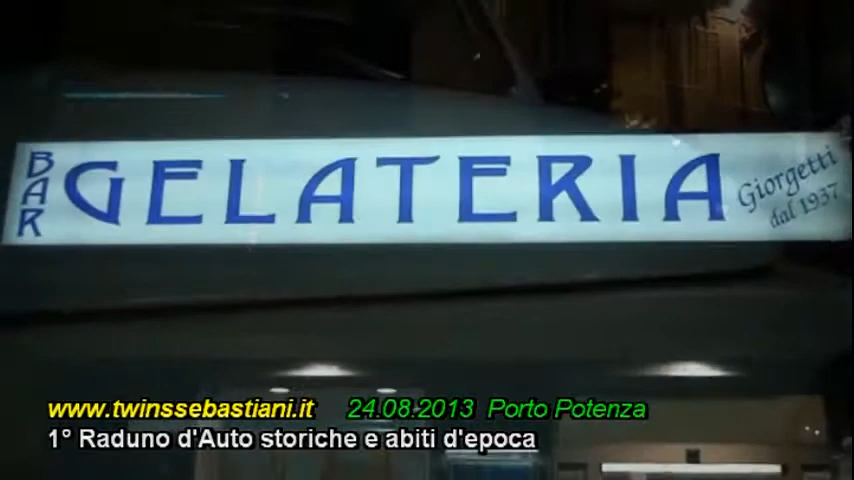 BAR GELATERIA Giorgetti
dal 1937
www.twinssebastiani.it 24.08.2013 Porto Potenza
1° Raduno d'Auto storiche e abiti d'epoca